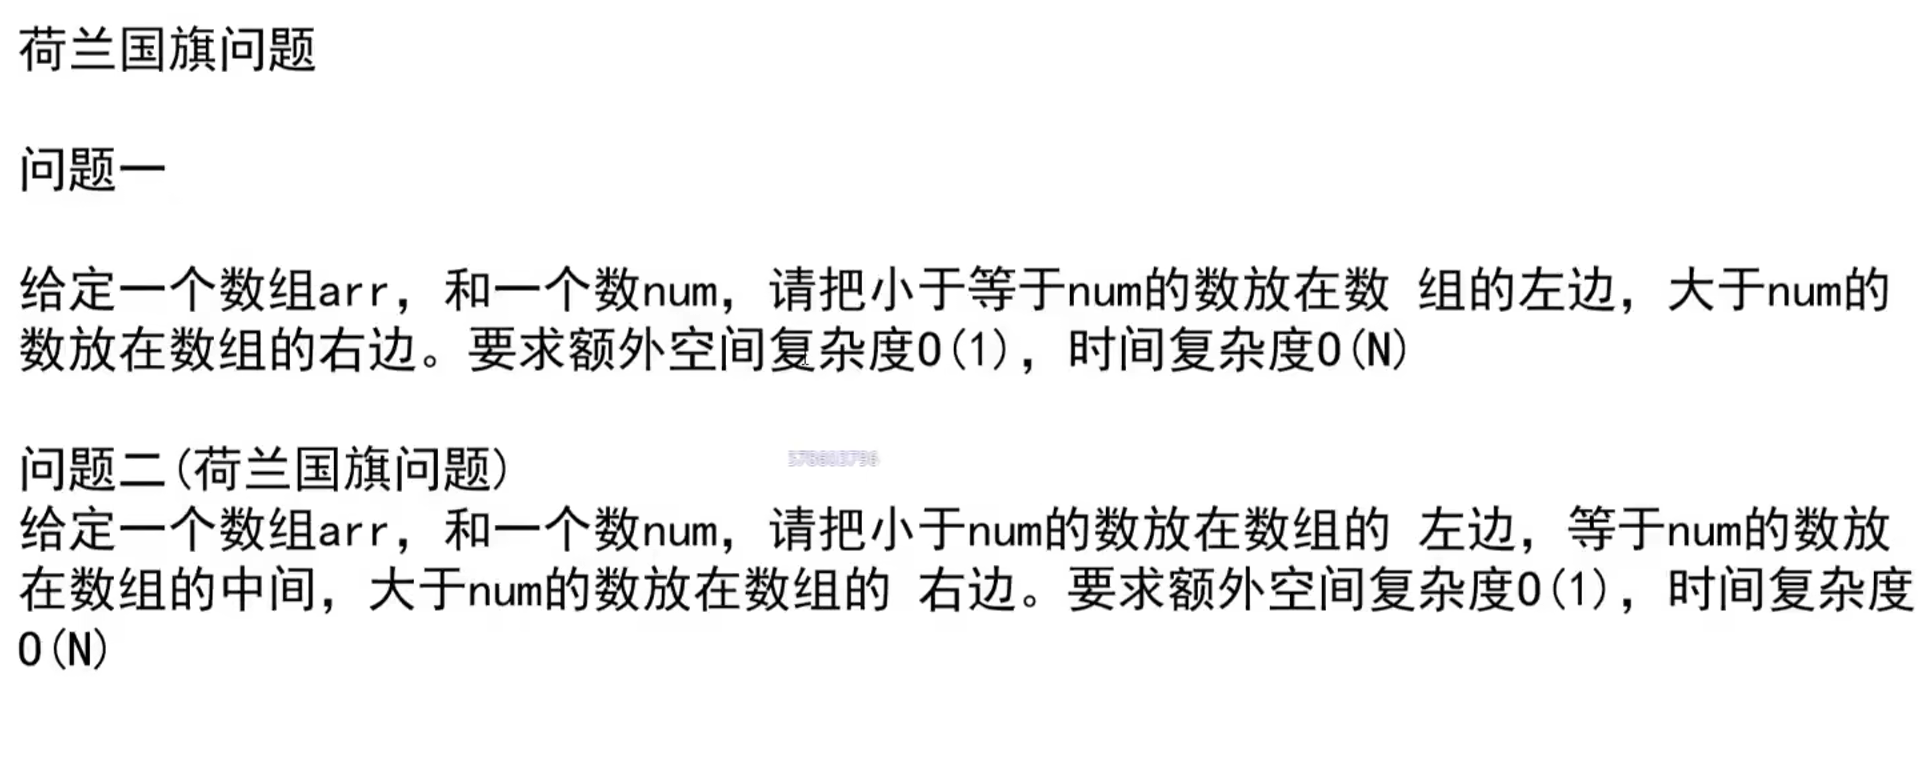 荷兰国旗问题
问题一
给定一个数组arr，和一个数num，请把小于等于num的数放在数 组的左边，大于num的
数放在数组的右边。要求额外空间复杂度O(1)，时间复杂度O(N)
问题二(荷兰国旗问题)
给定一个数组arr，和一个数num，请把小于num的数放在数组的 左边，等于num的数放
在数组的中间，大于num的数放在数组的 右边。要求额外空间复杂度O(1)，时间复杂度
O(N)